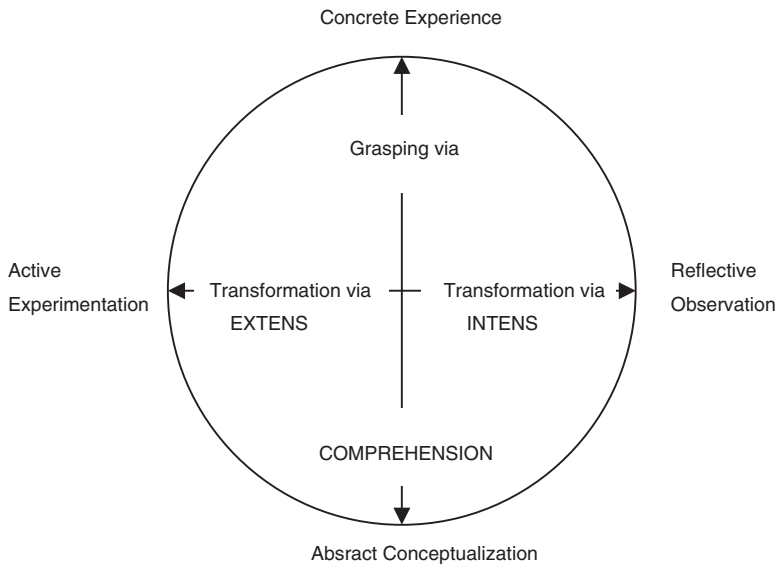 Concrete Experience
Grasping via
Active
Experimentation
Transformation via
EXTENS
Transformation via
INTENS
Reflective
Observation
COMPREHENSION
Absract Conceptualization